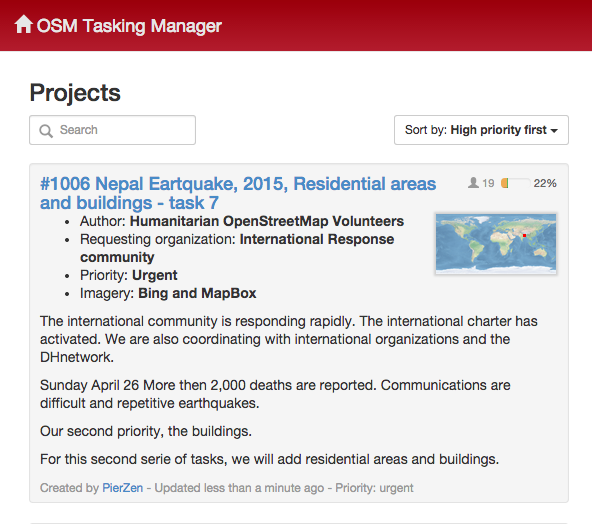 OSM Tasking Manager
Projects
Search
Sort by: High priority first
#1006 Nepal Eartquake, 2015, Residential areas
and buildings - task 7
19
22%
• Author: Humanitarian OpenStreetMap Volunteers
• Requesting organization: International Response
community
• Priority: Urgent
• Imagery: Bing and MapBox
The international community is responding rapidly. The international charter has
activated. We are also coordinating with international organizations and the
DHnetwork.
Sunday April 26 More then 2,000 deaths are reported. Communications are
difficult and repetitive earthquakes.
Our second priority, the buildings.
For this second serie of tasks, we will add residential areas and buildings.
Created by PierZen - Updated less than a minute ago - Priority: urgent